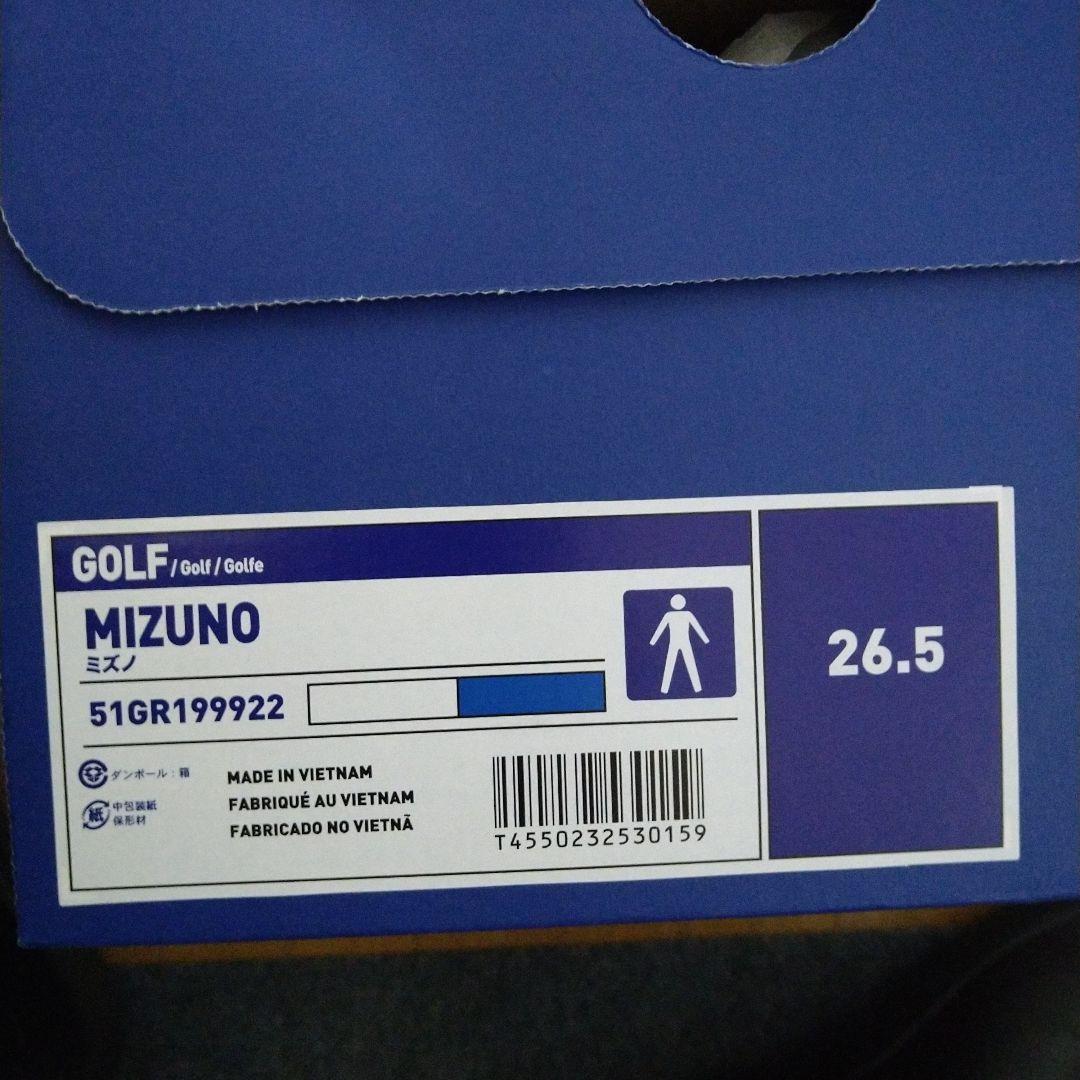 GOLF / Golf / Golfe
MIZUNO
ミズノ
51GR199922
26.5
ダンボール：箱
紙
中包装紙
保形材
MADE IN VIETNAM
FABRIQUÉ AU VIETNAM
FABRICADO NO VIETNÃ
T4550232530159